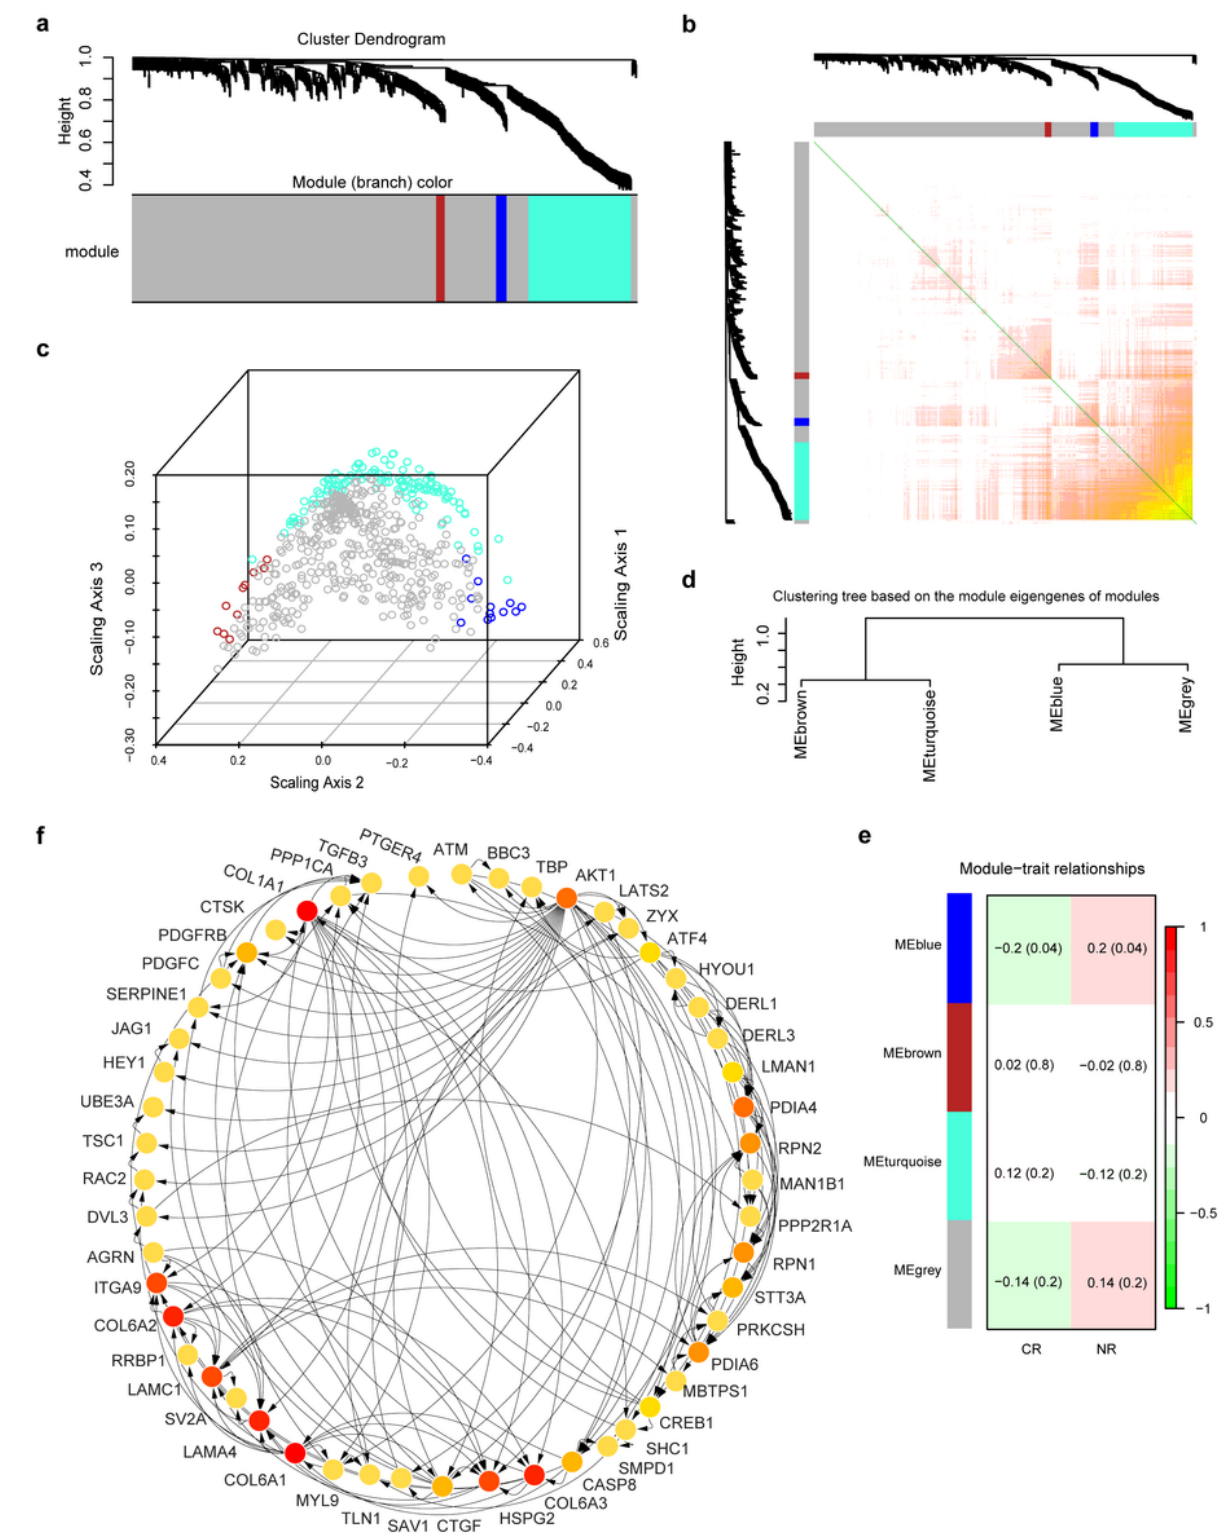 a
Cluster Dendrogram
Height
1.0
0.8
0.6
0.4
Module (branch) color
module
b
c
Scaling Axis 3
0.20
0.10
0.00
−0.10
−0.20
−0.30
0.4
0.2
0.0
−0.2
−0.4
Scaling Axis 2
−0.4
−0.2
0.0
0.2
0.4
0.6
Scaling Axis 1
d
Clustering tree based on the module eigengenes of modules
Height
1.0
0.2
MEbrown
MEturquoise
MEblue
MEgrey
f
PTGER4
ATM
BBC3
TBP
AKT1
LATS2
ZYX
ATF4
HYOU1
DERL1
DERL3
LMAN1
PDIA4
RPN2
MAN1B1
PPP2R1A
RPN1
STT3A
PRKCSH
PDIA6
MBTPS1
CREB1
SHC1
SMPD1
CASP8
COL6A3
HSPG2
CTGF
SAV1
TLN1
MYL9
COL6A1
LAMA4
SV2A
LAMC1
RRBP1
COL6A2
ITGA9
AGRN
DVL3
RAC2
TSC1
UBE3A
HEY1
JAG1
SERPINE1
PDGFC
PDGFRB
CTSK
COL1A1
PPP1CA
TGFB3
e
Module−trait relationships
MEblue
−0.2 (0.04)
0.2 (0.04)
MEbrown
0.02 (0.8)
−0.02 (0.8)
MEturquoise
0.12 (0.2)
−0.12 (0.2)
MEgrey
−0.14 (0.2)
0.14 (0.2)
CR
NR
1
0.5
0
−0.5
−1